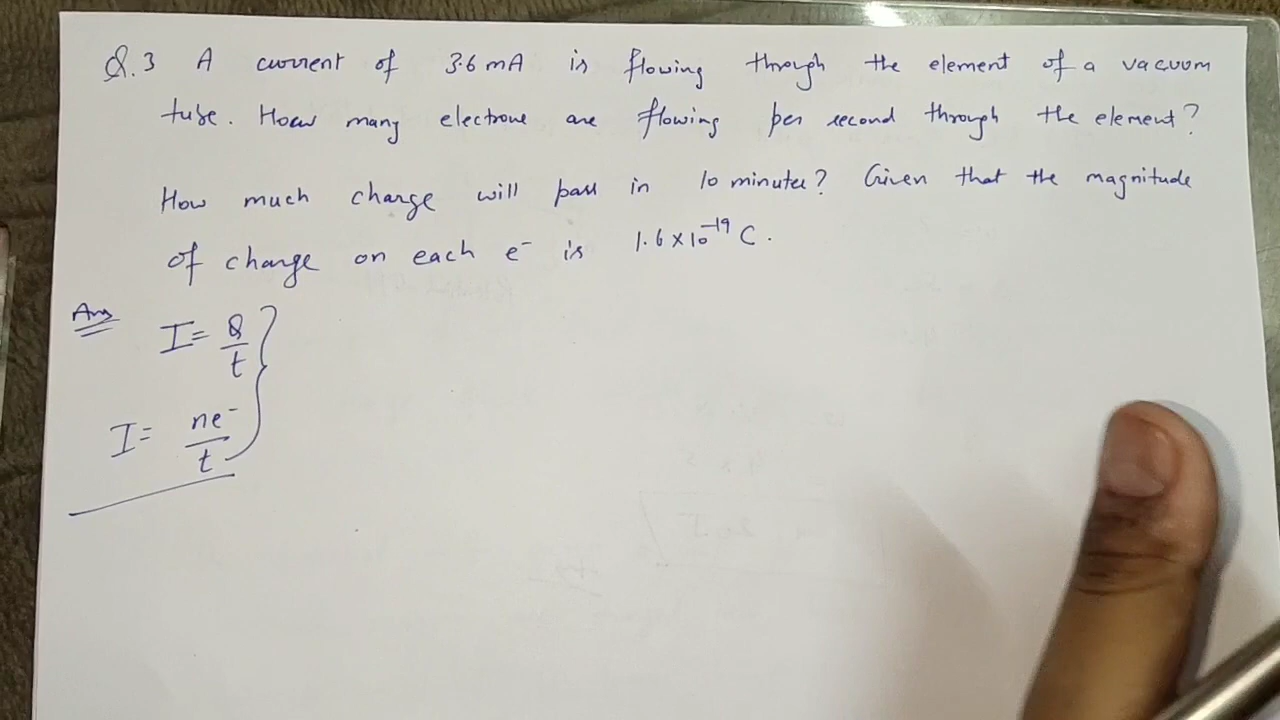 Q.3 A current of 3.6 mA is flowing through the element of a vacuum
tube. How many electrons are flowing per second through the element?
How much charge will pass in 10 minutes? Given that the magnitude
of charge on each e⁻ is 1.6×10⁻¹⁹ C.
Ans I = Q/t
I = ne⁻/t